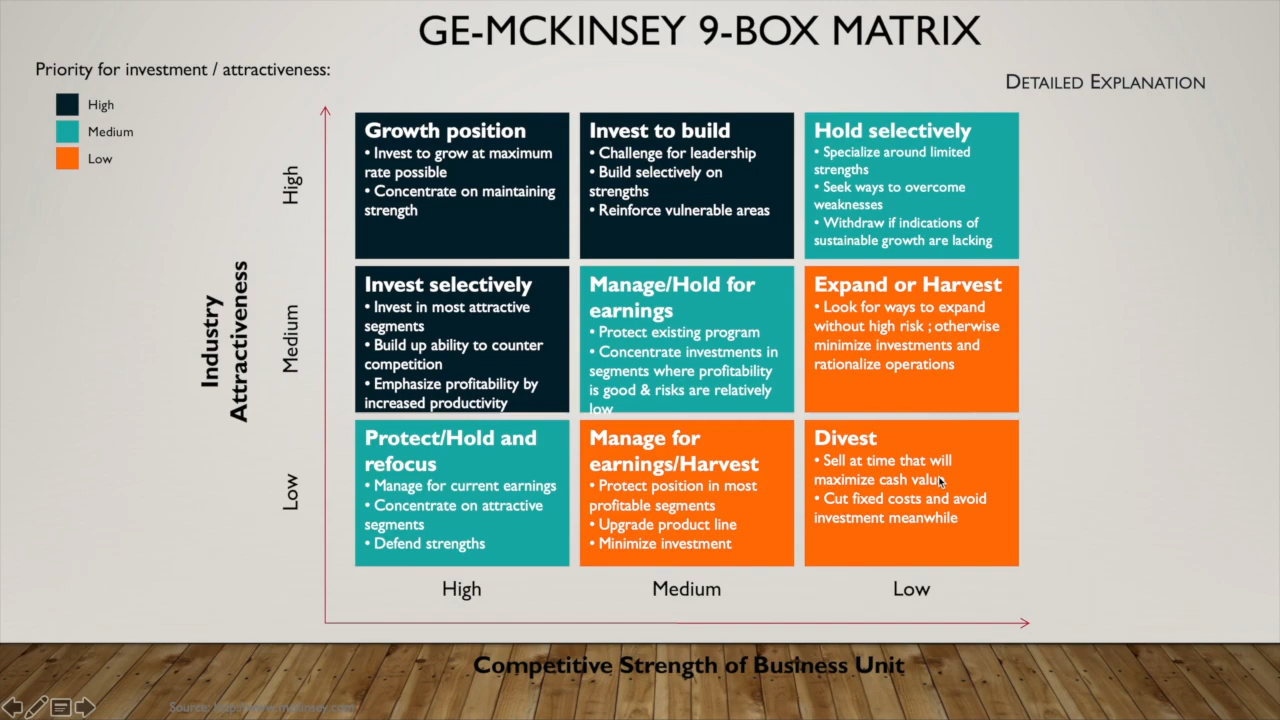 GE-MCKINSEY 9-BOX MATRIX
Priority for investment / attractiveness:
DETAILED EXPLANATION
High
Medium
Low
Growth position
• Invest to grow at maximum
rate possible
• Concentrate on maintaining
strength
Invest to build
• Challenge for leadership
• Build selectively on
strengths
• Reinforce vulnerable areas
Hold selectively
• Specialize around limited
strengths
• Seek ways to overcome
weaknesses
• Withdraw if indications of
sustainable growth are lacking
High
Invest selectively
• Invest in most attractive
segments
• Build up ability to counter
competition
• Emphasize profitability by
increased productivity
Manage/Hold for
earnings
• Protect existing program
• Concentrate investments in
segments where profitability
is good & risks are relatively
low
Expand or Harvest
• Look for ways to expand
without high risk ; otherwise
minimize investments and
rationalize operations
Industry
Attractiveness
Medium
Protect/Hold and
refocus
• Manage for current earnings
• Concentrate on attractive
segments
• Defend strengths
Manage for
earnings/Harvest
• Protect position in most
profitable segments
• Upgrade product line
• Minimize investment
Divest
• Sell at time that will
maximize cash value
• Cut fixed costs and avoid
investment meanwhile
Low
High
Medium
Low
Competitive Strength of Business Unit
Source: